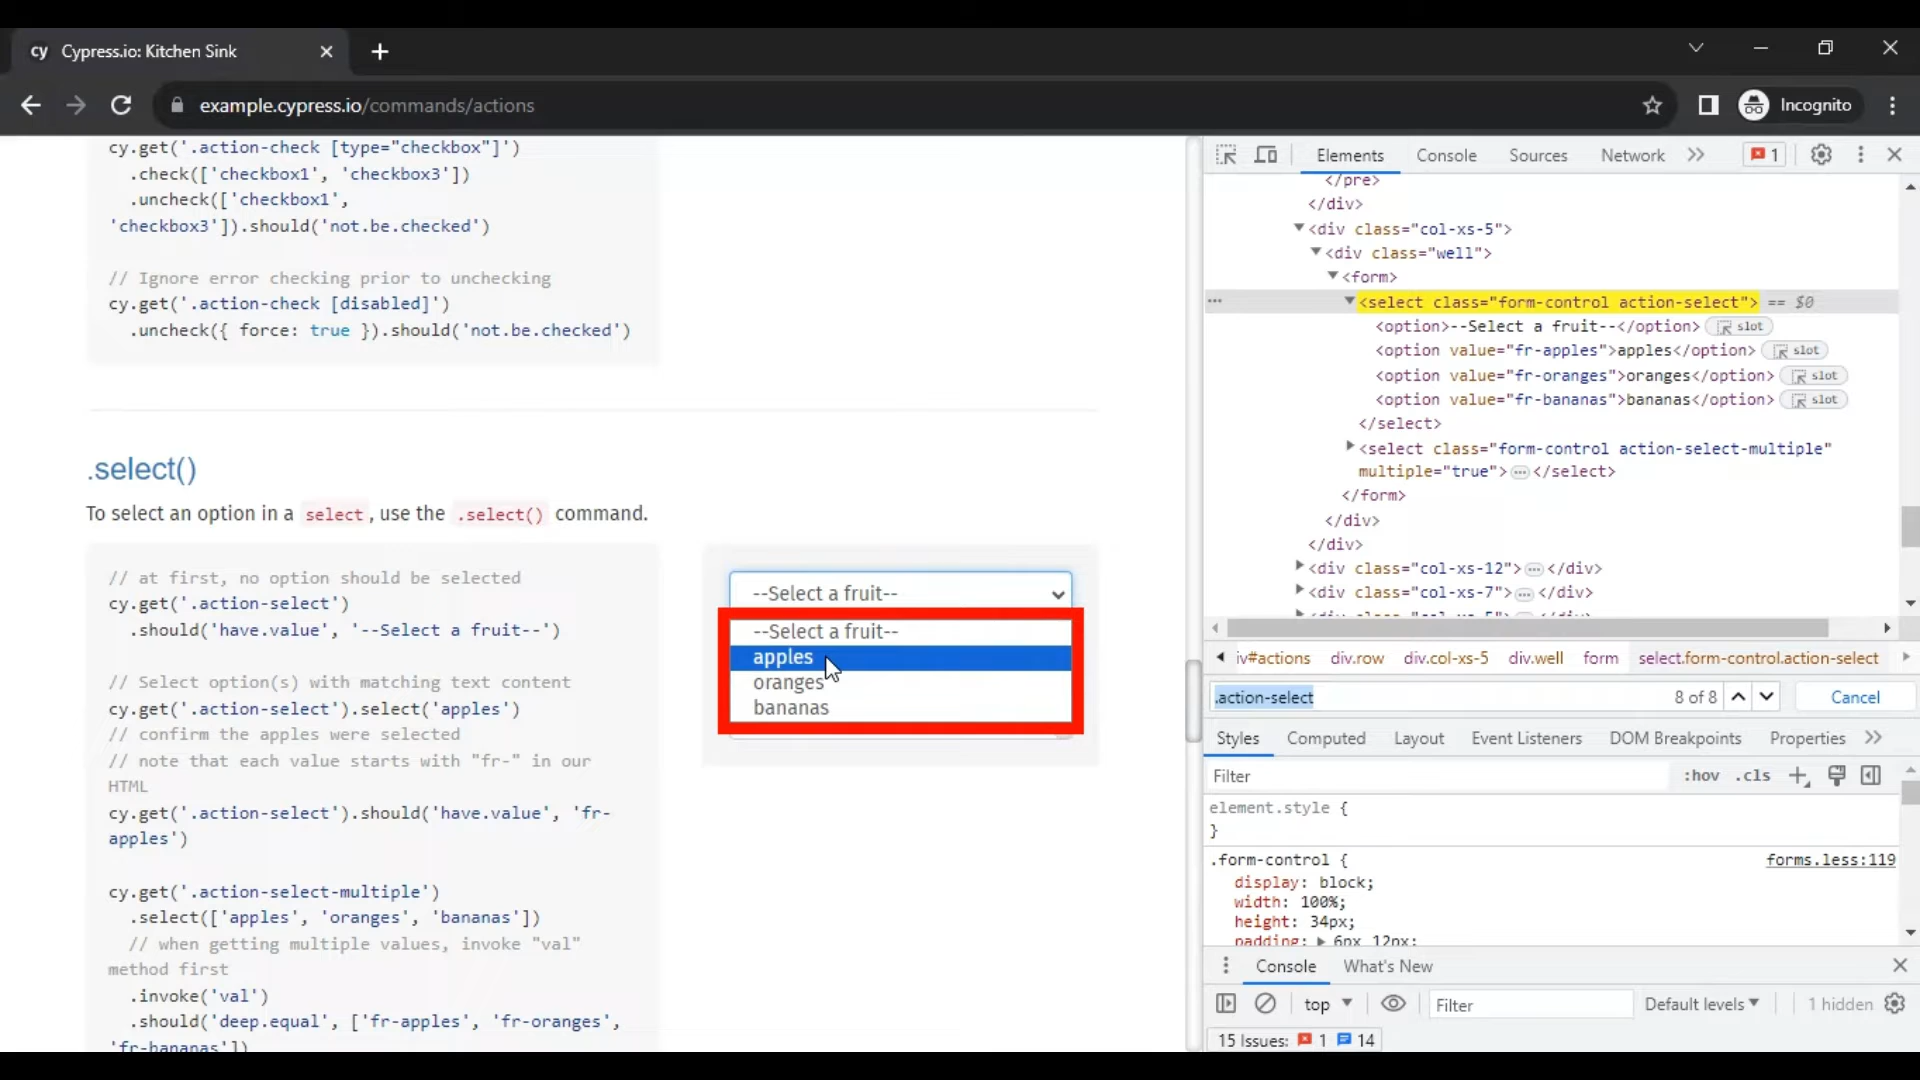 cy Cypress.io: Kitchen Sink
example.cypress.io/commands/actions
Incognito
cy.get('.action-check [type="checkbox"]')
.check(['checkbox1', 'checkbox3'])
.uncheck(['checkbox1',
'checkbox3']).should('not.be.checked')
// Ignore error checking prior to unchecking
cy.get('.action-check [disabled]')
.uncheck({ force: true }).should('not.be.checked')
.select()
To select an option in a select, use the .select() command.
// at first, no option should be selected
cy.get('.action-select')
.should('have.value', '--Select a fruit--')
// Select option(s) with matching text content
cy.get('.action-select').select('apples')
// confirm the apples were selected
// note that each value starts with "fr-" in our
HTML
cy.get('.action-select').should('have.value', 'fr-
apples')
cy.get('.action-select-multiple')
.select(['apples', 'oranges', 'bananas'])
// when getting multiple values, invoke "val"
method first
.invoke('val')
.should('deep.equal', ['fr-apples', 'fr-oranges',
'fr-bananas'])
--Select a fruit--
--Select a fruit--
apples
oranges
bananas
Elements Console Sources Network 1
</pre>
</div>
<div class="col-xs-5">
<div class="well">
<form>
<select class="form-control action-select"> == $0
<option>--Select a fruit--</option> slot
<option value="fr-apples">apples</option> slot
<option value="fr-oranges">oranges</option> slot
<option value="fr-bananas">bananas</option> slot
</select>
<select class="form-control action-select-multiple"
multiple="true">…</select>
</form>
</div>
</div>
<div class="col-xs-12">…</div>
<div class="col-xs-7">…</div>
iv#actions div.row div.col-xs-5 div.well form select.form-control.action-select
.action-select 8 of 8 Cancel
Styles Computed Layout Event Listeners DOM Breakpoints Properties
Filter :hov .cls
element.style {
}
.form-control { forms.less:119
display: block;
width: 100%;
height: 34px;
padding: 6px 12px;
Console What's New
top Filter Default levels 1 hidden
15 Issues: 1 14